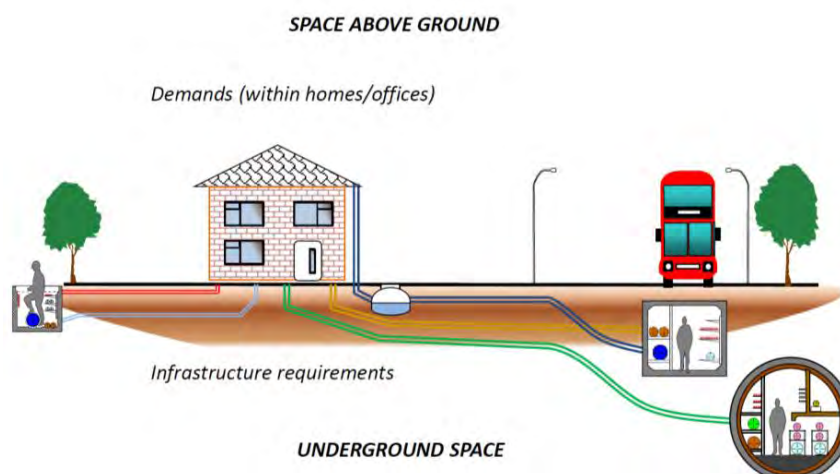 SPACE ABOVE GROUND
Demands (within homes/offices)
Infrastructure requirements
UNDERGROUND SPACE